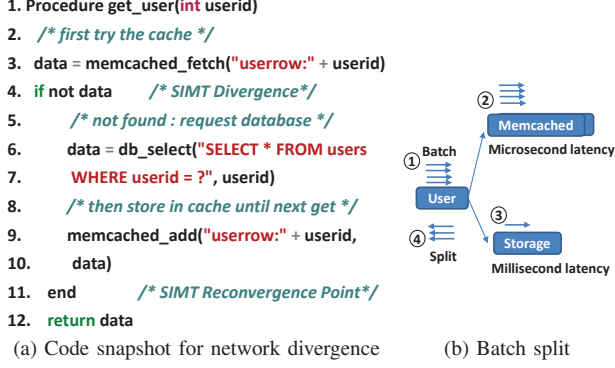 1. Procedure get_user(int userid)
2. /* first try the cache */
3. data = memcached_fetch("userrow:" + userid)
4. if not data /* SIMT Divergence*/
5. /* not found : request database */
6. data = db_select("SELECT * FROM users
7. WHERE userid = ?", userid)
8. /* then store in cache until next get */
9. memcached_add("userrow:" + userid,
10. data)
11. end /* SIMT Reconvergence Point*/
12. return data
(a) Code snapshot for network divergence
2
Memcached
Microsecond latency
Batch
1
User
3
4
Storage
Split
Millisecond latency
(b) Batch split